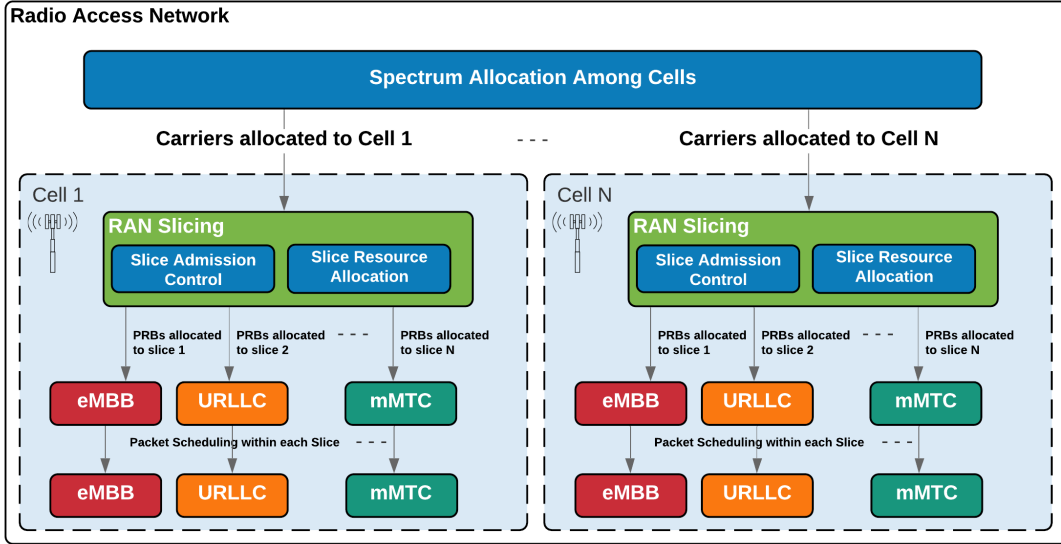 Radio Access Network
Spectrum Allocation Among Cells
Carriers allocated to Cell 1
- - -
Carriers allocated to Cell N
Cell 1
RAN Slicing
Slice Admission
Control
Slice Resource
Allocation
PRBs allocated
to slice 1
PRBs allocated
to slice 2
- - -
PRBs allocated
to slice N
eMBB
URLLC
mMTC
Packet Scheduling within each Slice
- - -
eMBB
URLLC
mMTC
Cell N
RAN Slicing
Slice Admission
Control
Slice Resource
Allocation
PRBs allocated
to slice 1
PRBs allocated
to slice 2
- - -
PRBs allocated
to slice N
eMBB
URLLC
mMTC
Packet Scheduling within each Slice
- - -
eMBB
URLLC
mMTC